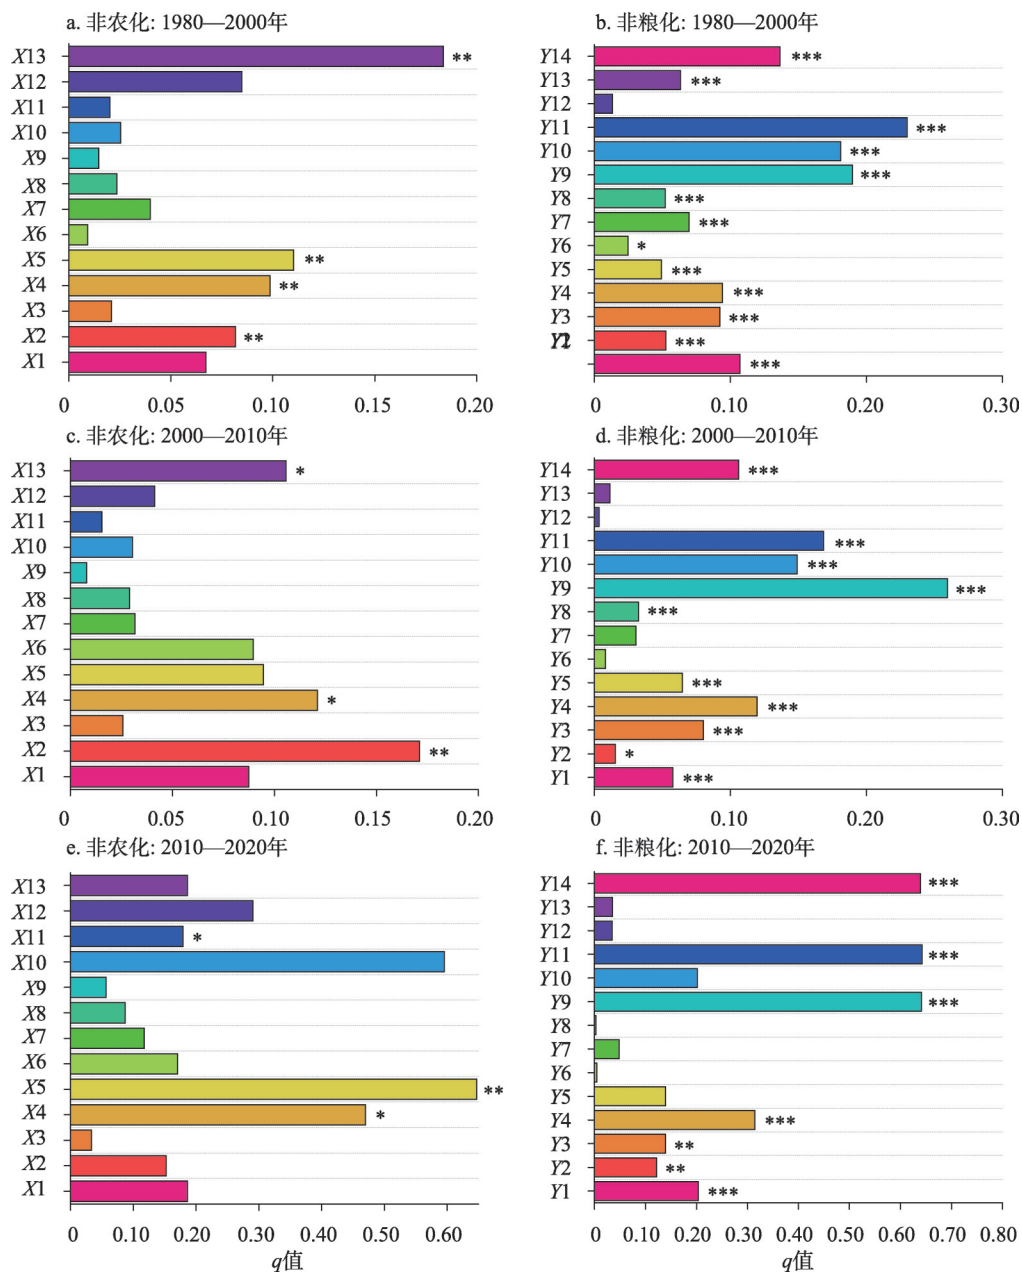 a. 非农化: 1980—2000年
X13
**
X12
X11
X10
X9
X8
X7
X6
X5
**
X4
**
X3
X2
**
X1
0 0.05 0.10 0.15 0.20
b. 非粮化: 1980—2000年
Y14
***
Y13
***
Y12
Y11
***
Y10
***
Y9
***
Y8
***
Y7
***
Y6
*
Y5
***
Y4
***
Y3
***
Y2
***
Y1
***
0 0.10 0.20 0.30
c. 非农化: 2000—2010年
X13
*
X12
X11
X10
X9
X8
X7
X6
X5
X4
*
X3
X2
**
X1
0 0.05 0.10 0.15 0.20
d. 非粮化: 2000—2010年
Y14
***
Y13
Y12
Y11
***
Y10
***
Y9
***
Y8
***
Y7
Y6
Y5
***
Y4
***
Y3
***
Y2
*
Y1
***
0 0.10 0.20 0.30
e. 非农化: 2010—2020年
X13
X12
X11
*
X10
X9
X8
X7
X6
X5
**
X4
*
X3
X2
X1
0 0.10 0.20 0.30 0.40 0.50 0.60
q值
f. 非粮化: 2010—2020年
Y14
***
Y13
Y12
Y11
***
Y10
Y9
***
Y8
Y7
Y6
Y5
Y4
***
Y3
**
Y2
**
Y1
***
0 0.10 0.20 0.30 0.40 0.50 0.60 0.70 0.80
q值